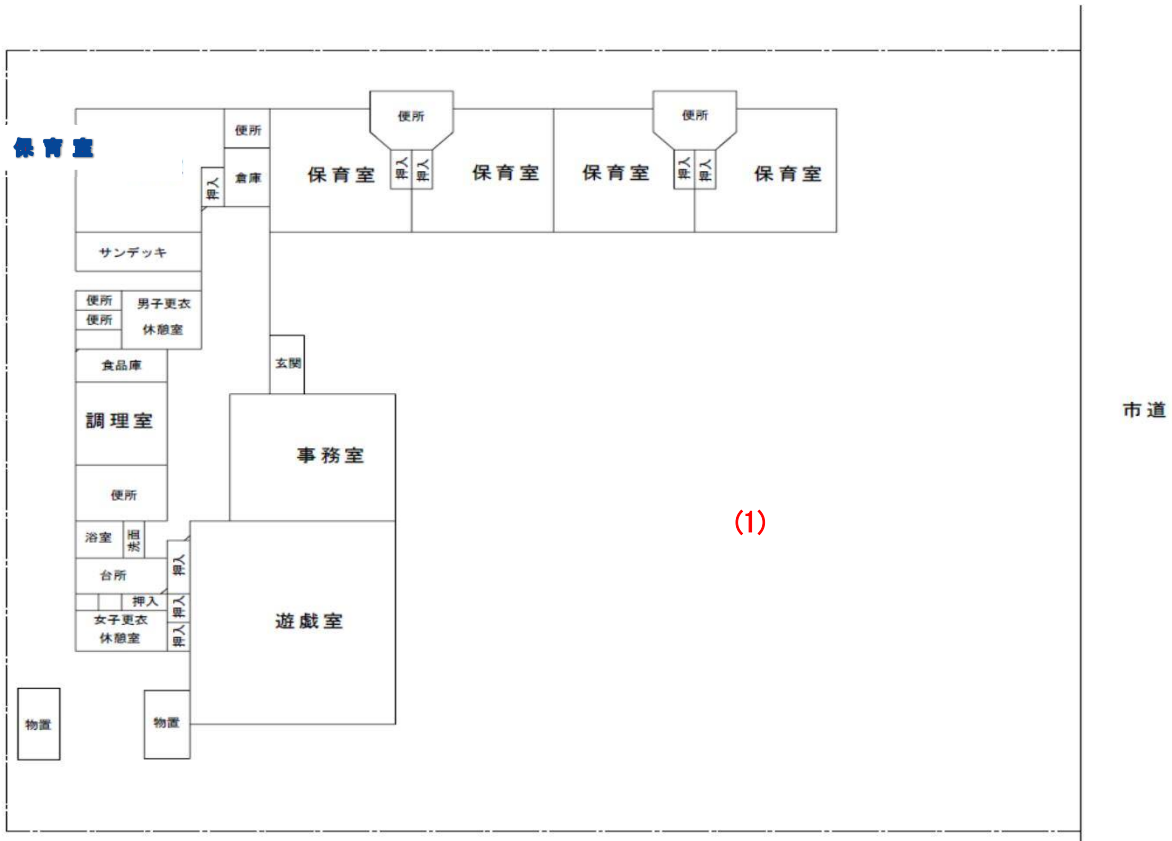 便所
便所
便所
保育室
押入
倉庫
保育室
押入
押入
保育室
保育室
押入
押入
保育室
サンデッキ
便所
便所
男子更衣
休憩室
食品庫
玄関
調理室
市道
事務室
便所
(1)
浴室
洗面
押入
台所
押入
押入
女子更衣
休憩室
押入
遊戯室
物置
物置